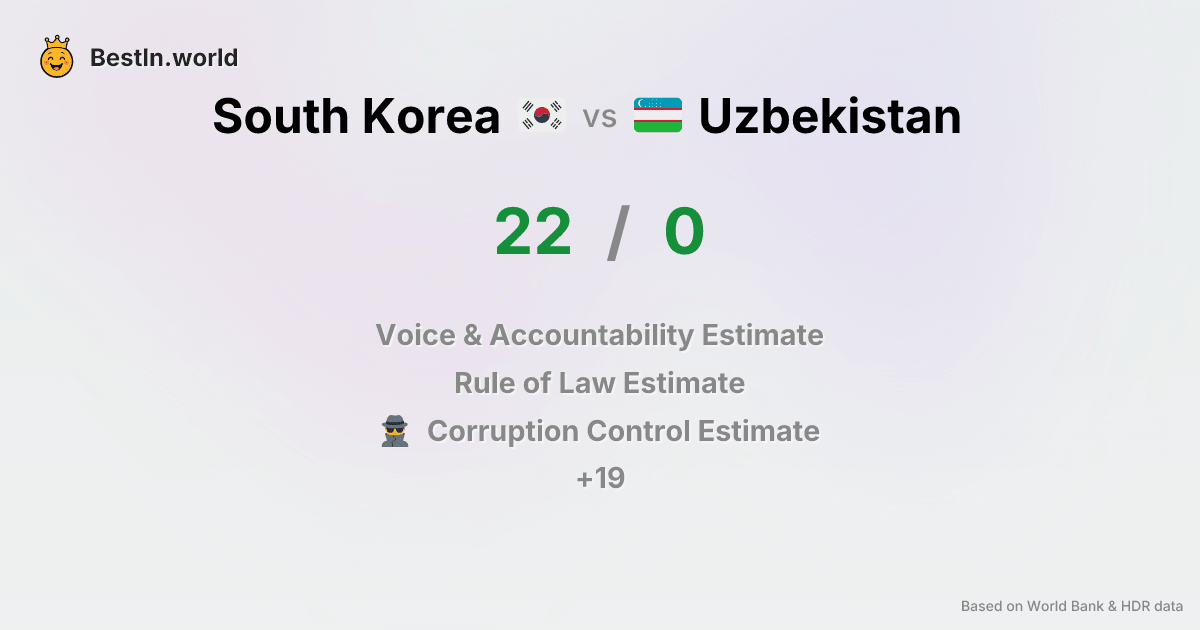 BestIn.world
South Korea vs Uzbekistan
22 / 0
Voice & Accountability Estimate
Rule of Law Estimate
Corruption Control Estimate
+19
Based on World Bank & HDR data